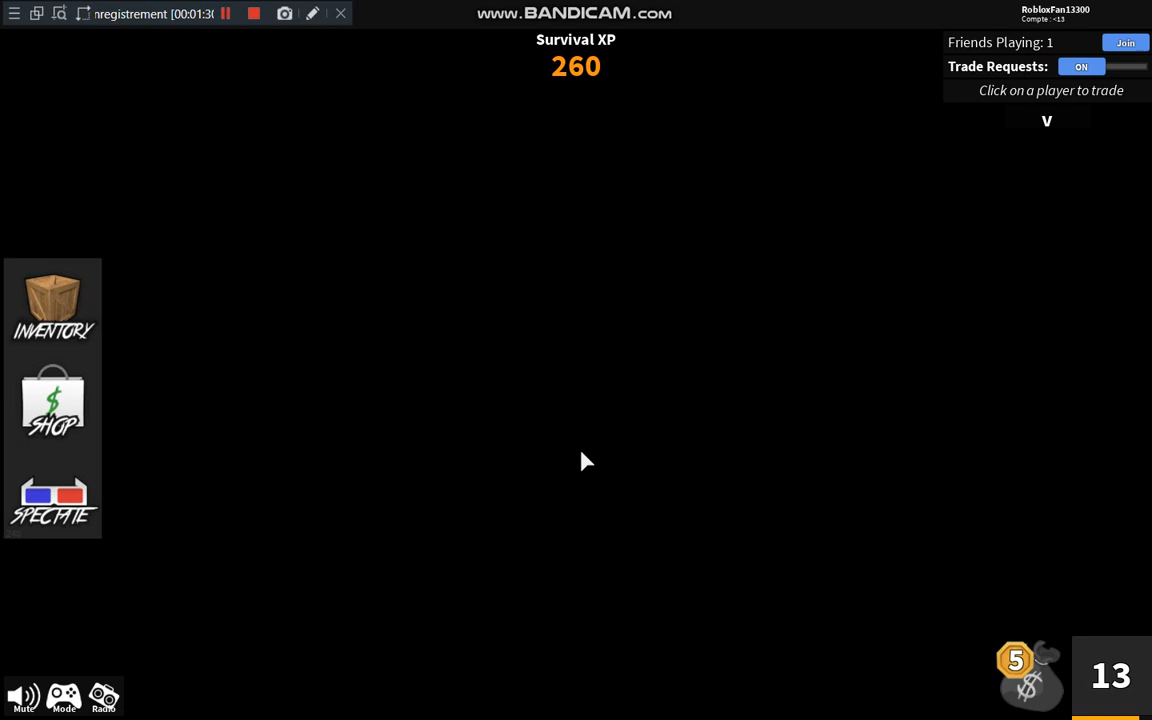 nregistrement [00:01:30
WWW.BANDICAM.COM
RobloxFan13300
Compte : <13
Survival XP
260
Friends Playing: 1
Join
Trade Requests:
ON
Click on a player to trade
v
INVENTORY
$
SHOP
SPECTATE
5
$
13
Mute
Mode
Radio